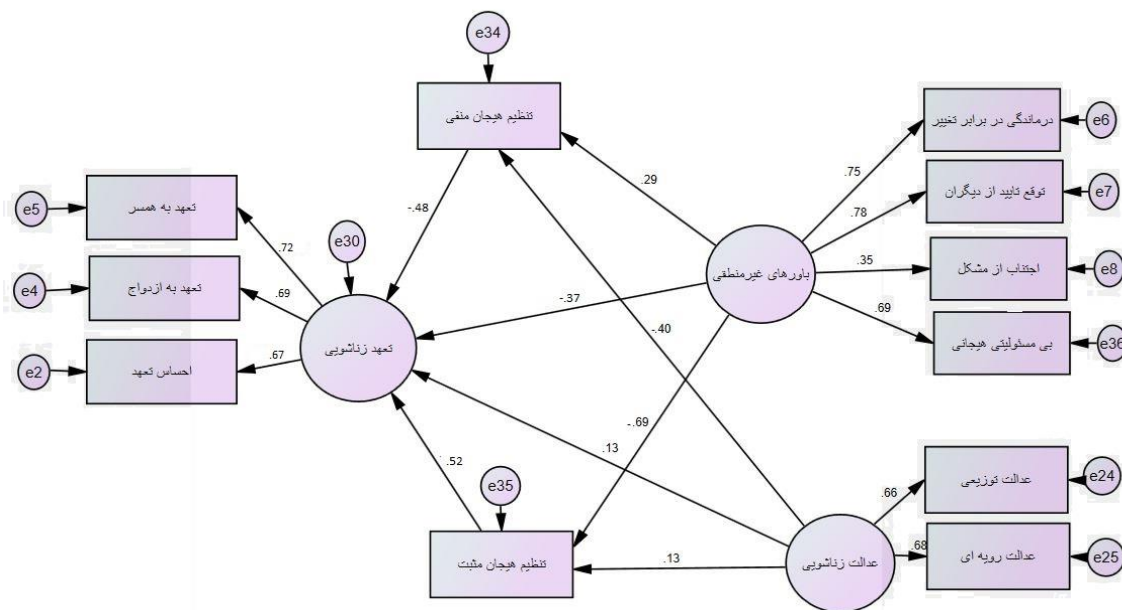 e34
تنظیم هیجان منفی
درماندگی در برابر تغییر
e6
.29
.75
توقع تایید از دیگران
e7
-.48
.78
e5
تعهد به همسر
e30
.72
باورهای غیرمنطقی
.35
اجتناب از مشکل
e8
e4
تعهد به ازدواج
.69
-.37
.69
بی مسئولیتی هیجانی
e36
تعهد زناشویی
-.40
e2
احساس تعهد
.67
-.69
.13
.52
e35
.66
عدالت توزیعی
e24
تنظیم هیجان مثبت
.13
عدالت زناشویی
.68
عدالت رویه ای
e25